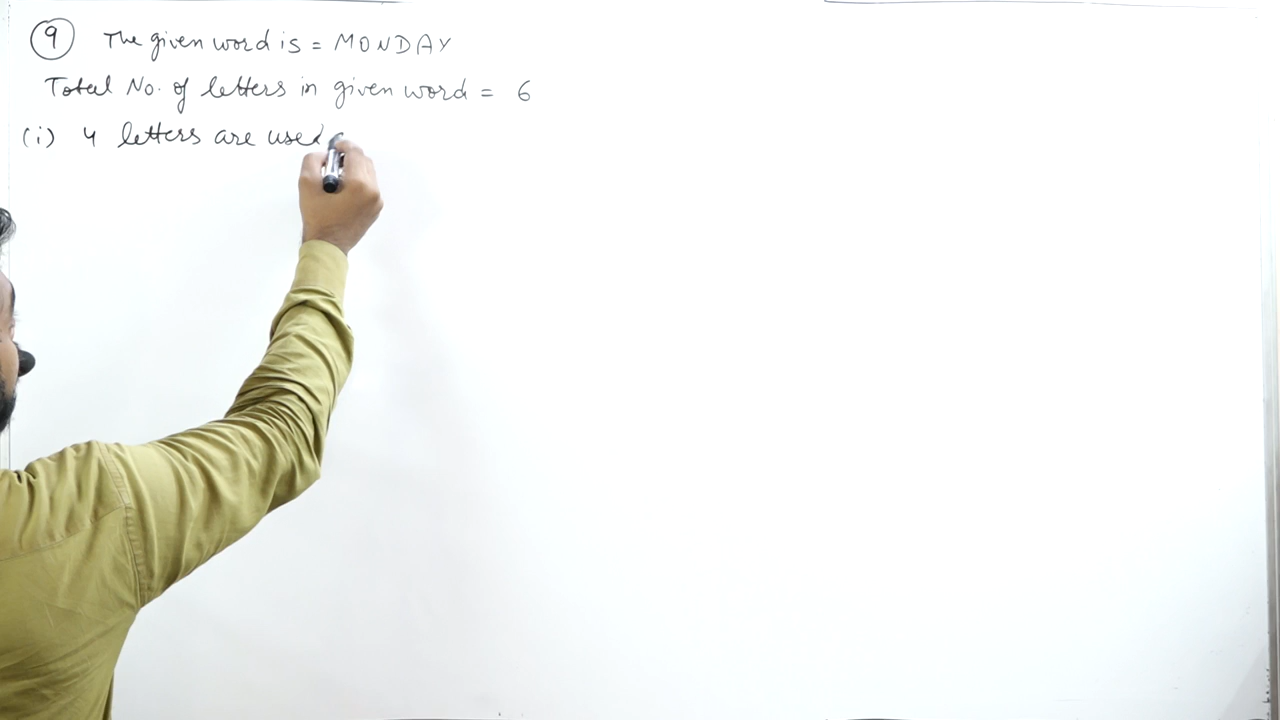 9 The given word is = MONDAY
Total No. of letters in given word = 6
(i) 4 letters are used